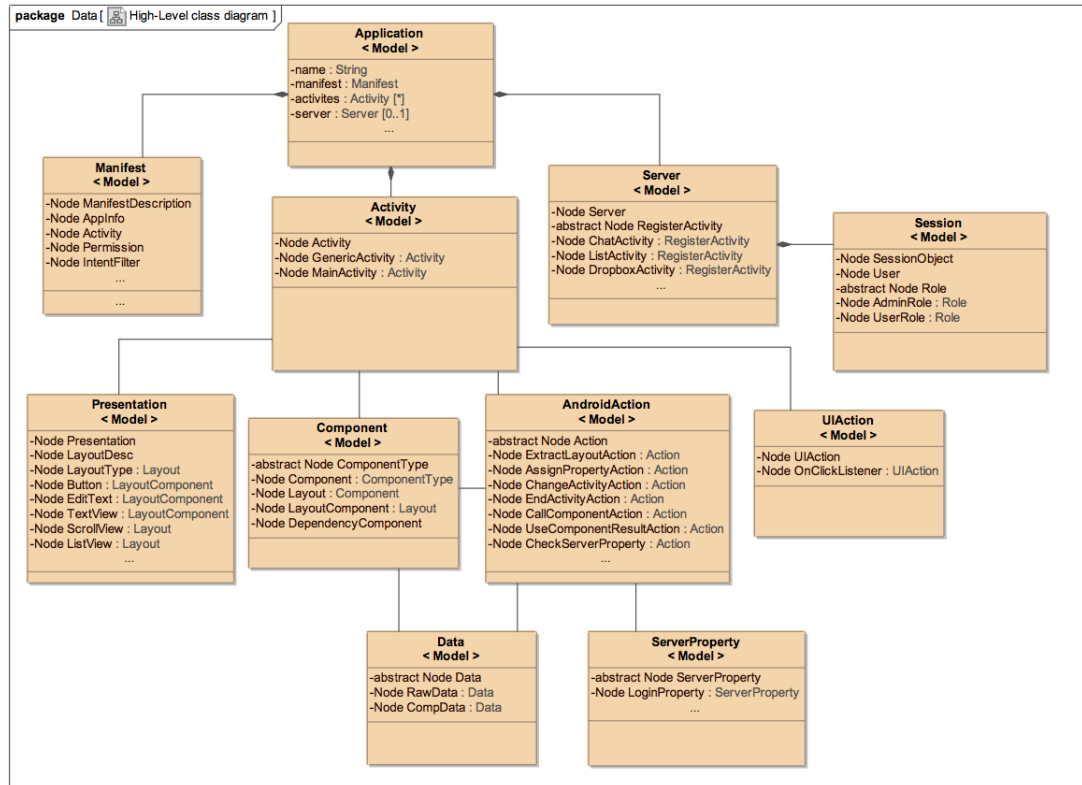 package Data [ High-Level class diagram ]
Application
< Model >
-name : String
-manifest : Manifest
-activites : Activity [*]
-server : Server [0..1]
...
Manifest
< Model >
-Node ManifestDescription
-Node AppInfo
-Node Activity
-Node Permission
-Node IntentFilter
...
...
Activity
< Model >
-Node Activity
-Node GenericActivity : Activity
-Node MainActivity : Activity
Server
< Model >
-Node Server
-abstract Node RegisterActivity
-Node ChatActivity : RegisterActivity
-Node ListActivity : RegisterActivity
-Node DropboxActivity : RegisterActivity
...
Session
< Model >
-Node SessionObject
-Node User
-abstract Node Role
-Node AdminRole : Role
-Node UserRole : Role
Presentation
< Model >
-Node Presentation
-Node LayoutDesc
-Node LayoutType : Layout
-Node Button : LayoutComponent
-Node EditText : LayoutComponent
-Node TextView : LayoutComponent
-Node ScrollView : Layout
-Node ListView : Layout
...
Component
< Model >
-abstract Node ComponentType
-Node Component : ComponentType
-Node Layout : Component
-Node LayoutComponent : Layout
-Node DependencyComponent
AndroidAction
< Model >
-abstract Node Action
-Node ExtractLayoutAction : Action
-Node AssignPropertyAction : Action
-Node ChangeActivityAction : Action
-Node EndActivityAction : Action
-Node CallComponentAction : Action
-Node UseComponentResultAction : Action
-Node CheckServerProperty : Action
...
UIAction
< Model >
-Node UIAction
-Node OnClickListener : UIAction
Data
< Model >
-abstract Node Data
-Node RawData : Data
-Node CompData : Data
ServerProperty
< Model >
-abstract Node ServerProperty
-Node LoginProperty : ServerProperty
...